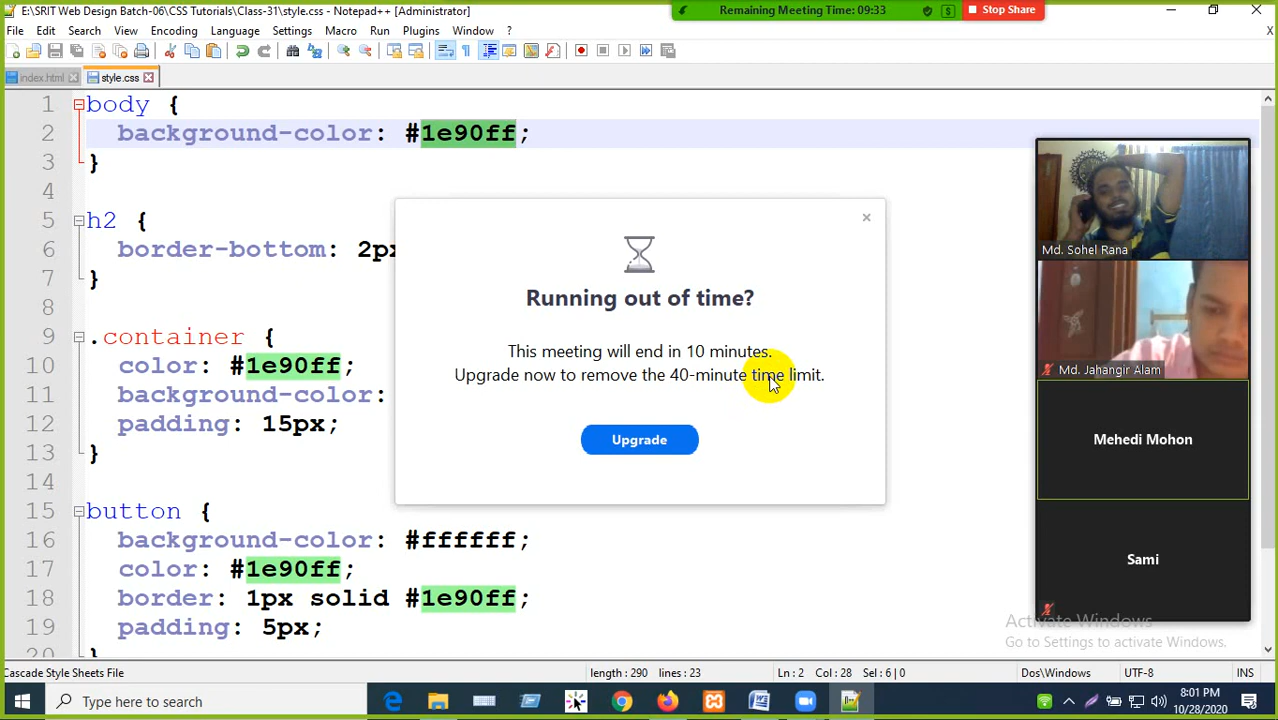 E:\SRIT Web Design Batch-06\CSS Tutorials\Class-31\style.css - Notepad++ [Administrator]
Remaining Meeting Time: 09:33
$
Stop Share
File Edit Search View Encoding Language Settings Macro Run Plugins Window ?
X
index.html style.css
1 body {
2 background-color: #1e90ff;
3 }
4
5 h2 {
6 border-bottom: 2px
7 }
8
9 .container {
10 color: #1e90ff;
11 background-color:
12 padding: 15px;
13 }
14
15 button {
16 background-color: #ffffff;
17 color: #1e90ff;
18 border: 1px solid #1e90ff;
19 padding: 5px;
20 }
Running out of time?
This meeting will end in 10 minutes.
Upgrade now to remove the 40-minute time limit.
Upgrade
Md. Sohel Rana
Md. Jahangir Alam
Mehedi Mohon
Sami
Activate Windows
Go to Settings to activate Windows.
Cascade Style Sheets File length : 290 lines : 23 Ln : 2 Col : 28 Sel : 6 | 0 Dos\Windows UTF-8 INS
Type here to search
8:01 PM
10/28/2020